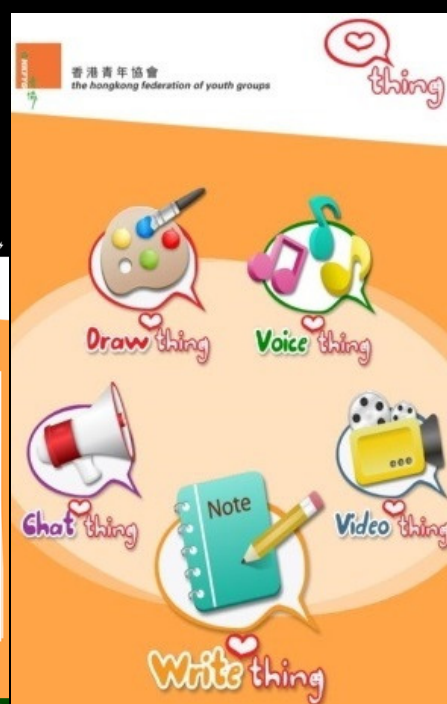 香港青年協會
the hongkong federation of youth groups
thing
Draw thing
Voice thing
Chat thing
Note
Video thing
Write thing